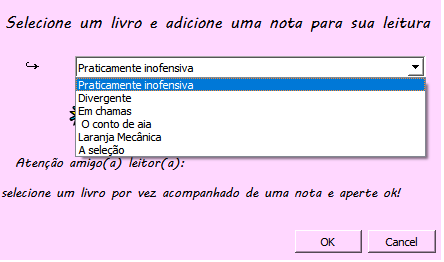 Selecione um livro e adicione uma nota para sua leitura
Praticamente inofensiva
Praticamente inofensiva
Divergente
Em chamas
O conto de aia
Laranja Mecânica
A seleção
Atenção amigo(a) leitor(a):
selecione um livro por vez acompanhado de uma nota e aperte ok!
OK Cancel